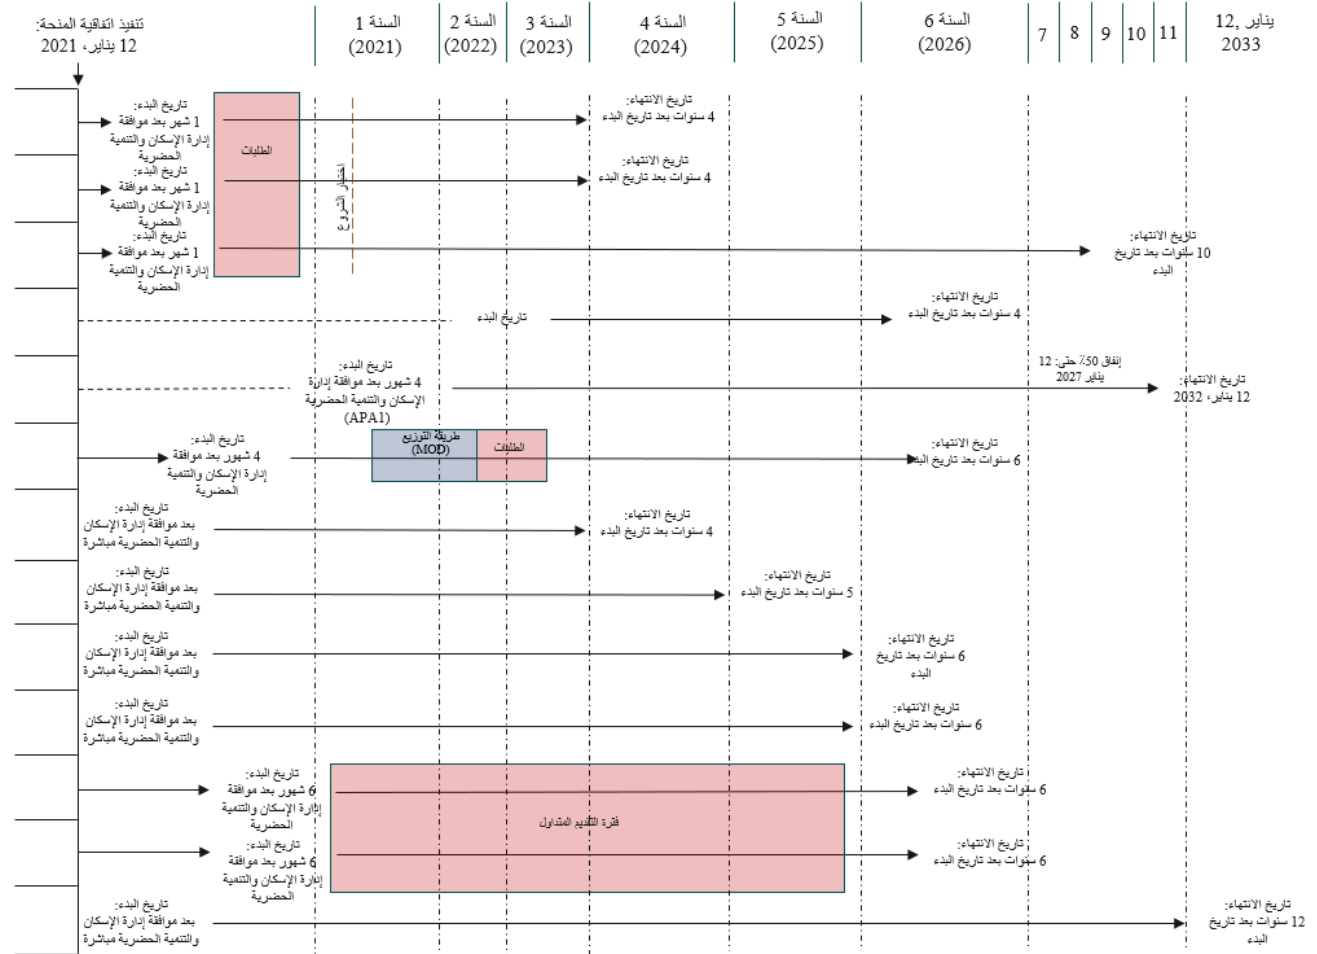 تنفيذ اتفاقية المنحة:
12 يناير، 2021
السنة 1
(2021)
السنة 2
(2022)
السنة 3
(2023)
السنة 4
(2024)
السنة 5
(2025)
السنة 6
(2026)
7
8
9
10
11
يناير 12,
2033
تاريخ البدء:
1 شهر بعد موافقة
إدارة الإسكان والتنمية
الحضرية
الطلبات
اختيار الشروع
تاريخ الانتهاء:
4 سنوات بعد تاريخ البدء
تاريخ البدء:
1 شهر بعد موافقة
إدارة الإسكان والتنمية
الحضرية
تاريخ الانتهاء:
4 سنوات بعد تاريخ البدء
تاريخ البدء:
1 شهر بعد موافقة
إدارة الإسكان والتنمية
الحضرية
تاريخ الانتهاء:
10 سنوات بعد تاريخ
البدء
تاريخ البدء
تاريخ الانتهاء:
4 سنوات بعد تاريخ البدء
تاريخ البدء:
4 شهور بعد موافقة إدارة
الإسكان والتنمية الحضرية
(APA1)
إنفاق 50٪ حتى: 12
يناير 2027
تاريخ الانتهاء:
12 يناير، 2032
تاريخ البدء:
4 شهور بعد موافقة
إدارة الإسكان والتنمية
الحضرية
طريقة التوزيع
(MOD)
الطلبات
تاريخ الانتهاء:
6 سنوات بعد تاريخ البدء
تاريخ البدء:
بعد موافقة إدارة الإسكان
والتنمية الحضرية مباشرة
تاريخ الانتهاء:
4 سنوات بعد تاريخ البدء
تاريخ البدء:
بعد موافقة إدارة الإسكان
والتنمية الحضرية مباشرة
تاريخ الانتهاء:
5 سنوات بعد تاريخ البدء
تاريخ البدء:
بعد موافقة إدارة الإسكان
والتنمية الحضرية مباشرة
تاريخ الانتهاء:
6 سنوات بعد تاريخ
البدء
تاريخ البدء:
بعد موافقة إدارة الإسكان
والتنمية الحضرية مباشرة
تاريخ الانتهاء:
6 سنوات بعد تاريخ البدء
تاريخ البدء:
6 شهور بعد موافقة
إدارة الإسكان والتنمية
الحضرية
تاريخ الانتهاء:
6 سنوات بعد تاريخ البدء
فترة التقديم المتداول
تاريخ البدء:
6 شهور بعد موافقة
إدارة الإسكان والتنمية
الحضرية
تاريخ الانتهاء:
6 سنوات بعد تاريخ البدء
تاريخ البدء:
بعد موافقة إدارة الإسكان
والتنمية الحضرية مباشرة
تاريخ الانتهاء:
12 سنوات بعد تاريخ
البدء